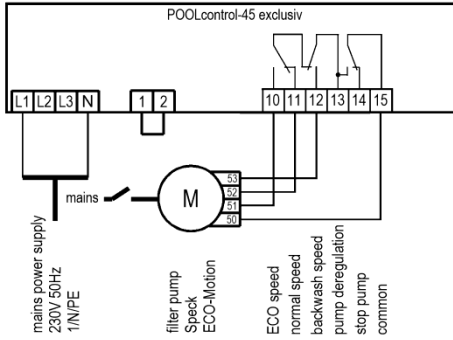 POOLcontrol-45 exclusiv
L1 L2 L3 N 1 2 10 11 12 13 14 15
mains
M
53
52
51
50
mains power supply
230V 50Hz
1/N/PE
filter pump
Speck
ECO-Motion
ECO speed
normal speed
backwash speed
pump deregulation
stop pump
common